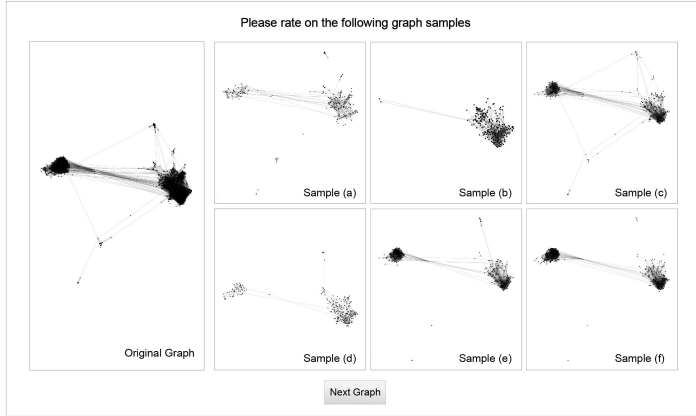 Please rate on the following graph samples
Original Graph
Sample (a)
Sample (b)
Sample (c)
Sample (d)
Sample (e)
Sample (f)
Next Graph